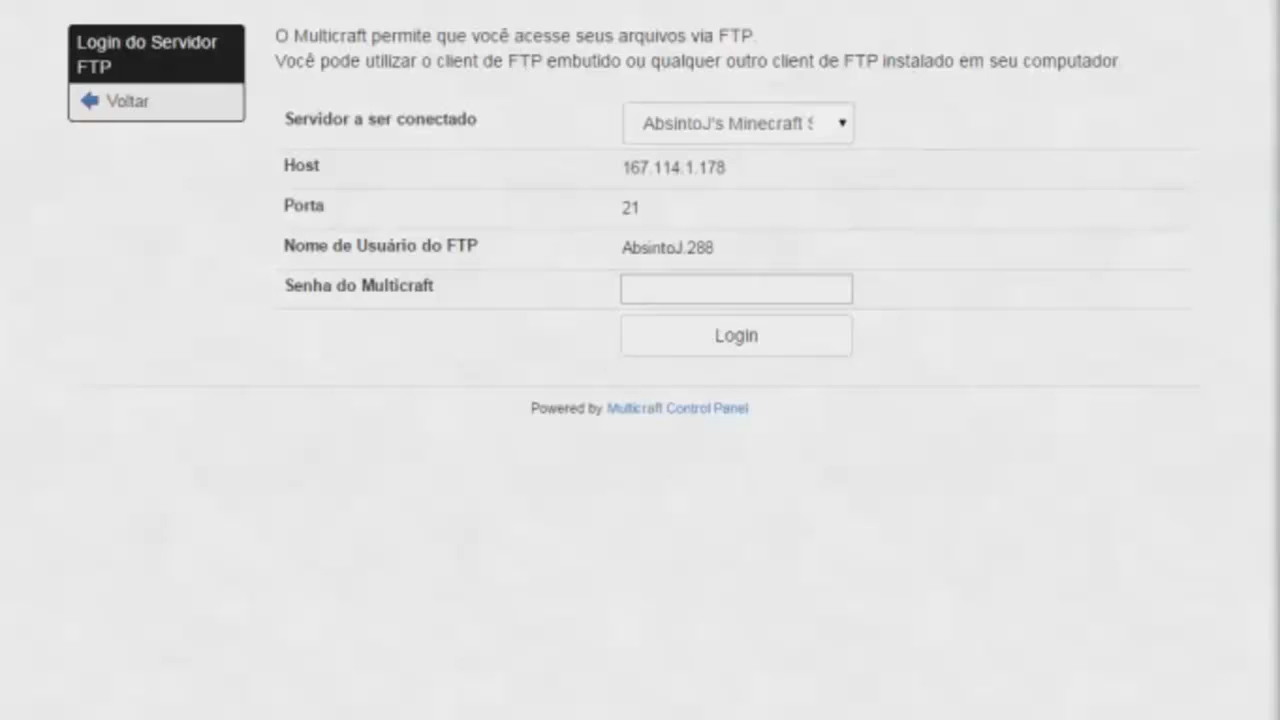 Login do Servidor
FTP
Voltar
O Multicraft permite que você acesse seus arquivos via FTP.
Você pode utilizar o client de FTP embutido ou qualquer outro client de FTP instalado em seu computador
Servidor a ser conectado
AbsintoJ's Minecraft S
Host
167.114.1.178
Porta
21
Nome de Usuário do FTP
AbsintoJ.288
Senha do Multicraft
Login
Powered by Multicraft Control Panel